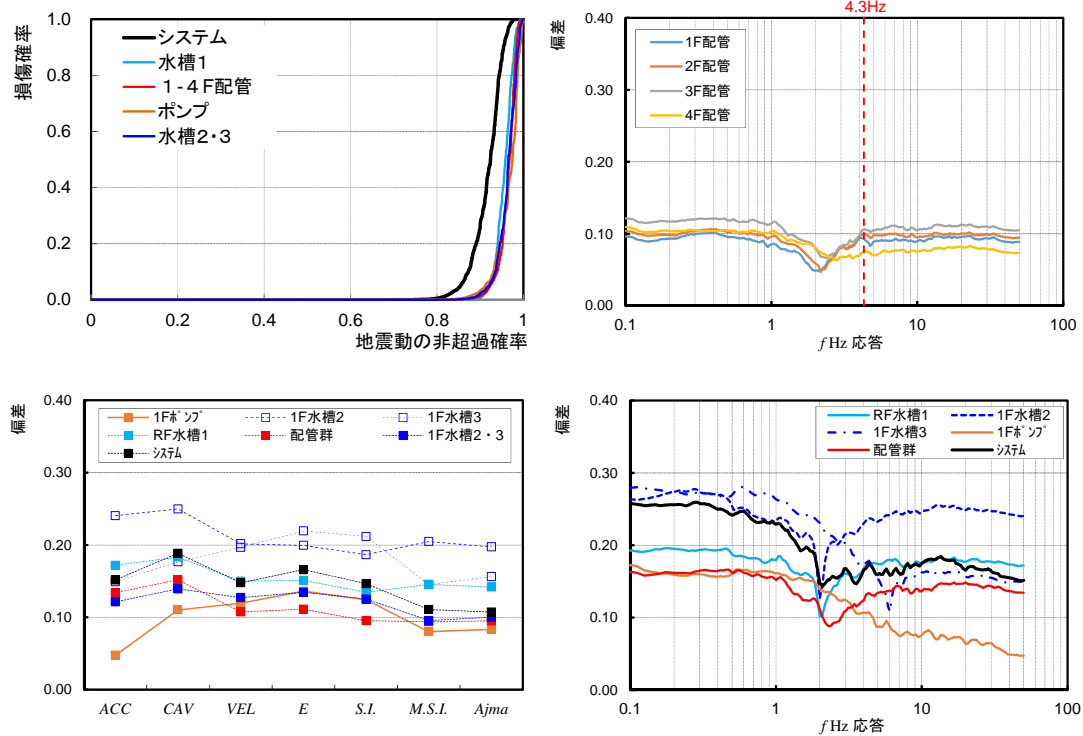 損傷確率
1.0
0.8
0.6
0.4
0.2
0.0
システム
水槽1
1-4F配管
ポンプ
水槽2・3
0 0.2 0.4 0.6 0.8 1
地震動の非超過確率
4.3Hz
偏差
0.40
0.30
0.20
0.10
0.00
1F配管
2F配管
3F配管
4F配管
0.1 1 10 100
f Hz 応答
偏差
0.40
0.30
0.20
0.10
0.00
1Fポンプ 1F水槽2 1F水槽3
RF水槽1 配管群 1F水槽2・3
システム
ACC CAV VEL E S.I. M.S.I. Ajma
偏差
0.40
0.30
0.20
0.10
0.00
RF水槽1 1F水槽2
1F水槽3 1Fポンプ
配管群 システム
0.1 1 10 100
f Hz 応答